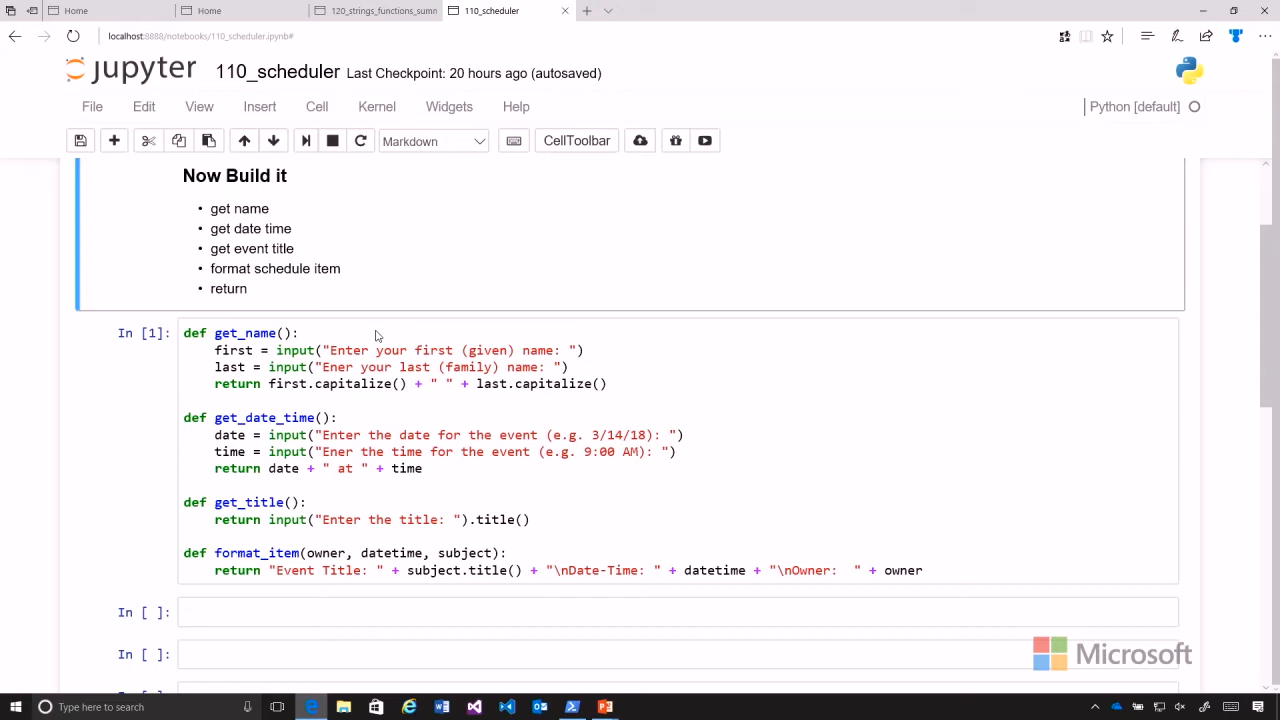 Home
Home
120_strings_functions_sumn
110_scheduler
localhost:8888/notebooks/110_scheduler.ipynb#
jupyter 110_scheduler Last Checkpoint: 20 hours ago (autosaved)
File Edit View Insert Cell Kernel Widgets Help
Python [default]
Markdown
CellToolbar
Now Build it
• get name
• get date time
• get event title
• format schedule item
• return
In [1]:
def get_name():
    first = input("Enter your first (given) name: ")
    last = input("Ener your last (family) name: ")
    return first.capitalize() + " " + last.capitalize()
def get_date_time():
    date = input("Enter the date for the event (e.g. 3/14/18): ")
    time = input("Ener the time for the event (e.g. 9:00 AM): ")
    return date + " at " + time
def get_title():
    return input("Enter the title: ").title()
def format_item(owner, datetime, subject):
    return "Event Title: " + subject.title() + "\nDate-Time: " + datetime + "\nOwner:  " + owner
In [ ]:
In [ ]:
Microsoft
Type here to search